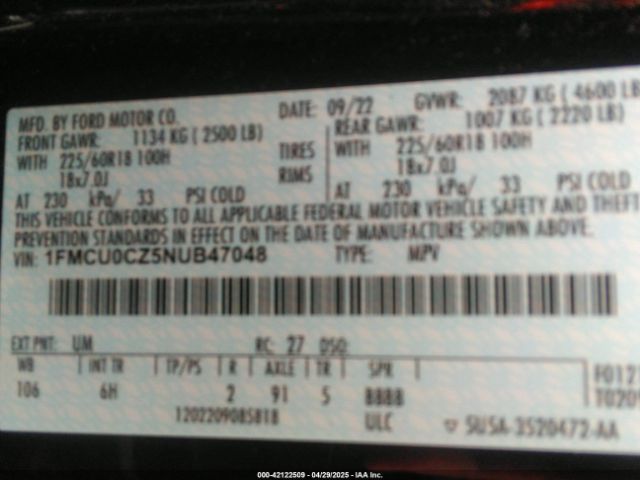 MFD. BY FORD MOTOR CO. DATE: 09/22 GVWR: 2087 KG ( 4600 LB
FRONT GAWR: 1134 KG ( 2500 LB) REAR GAWR: 1007 KG ( 2220 LB)
WITH 225/60R18 100H TIRES WITH 225/60R18 100H
18x7.0J RIMS 18x7.0J
AT 230 kPa/ 33 PSI COLD AT 230 kPa/ 33 PSI COLD
THIS VEHICLE CONFORMS TO ALL APPLICABLE FEDERAL MOTOR VEHICLE SAFETY AND THEFT
PREVENTION STANDARDS IN EFFECT ON THE DATE OF MANUFACTURE SHOWN ABOVE.
VIN: 1FMCU0CZ5NUB47048 TYPE: MPV
EXT PNT: UM RC: 27 DSO:
WB INT TR TP/PS R AXLE TR SPR
106 6H 2 91 5 8888
1202209085818 ULC
SU5A-3520472-AA
000-42122509 - 04/29/2025 - IAA Inc.